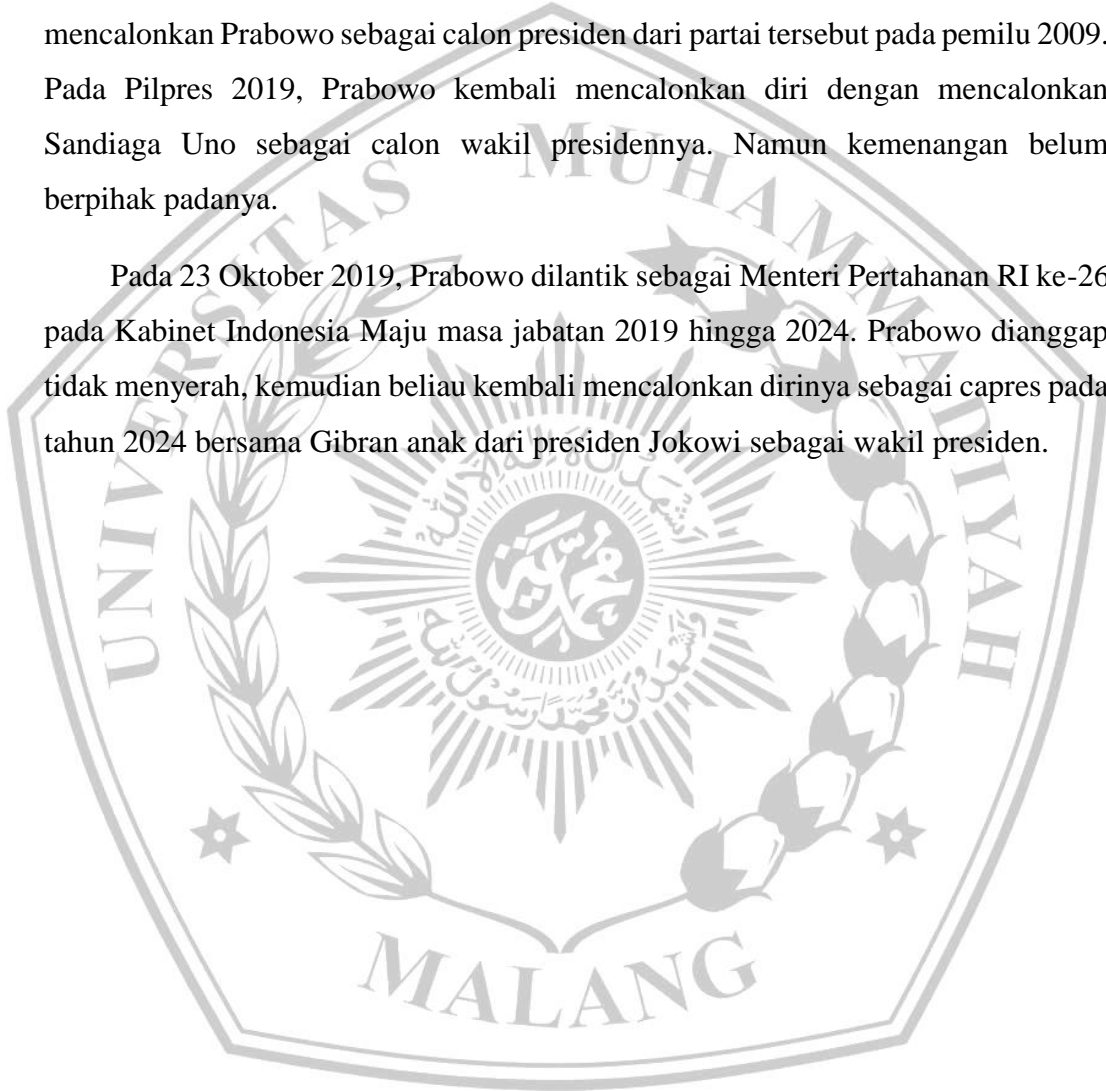 mencalonkan Prabowo sebagai calon presiden dari partai tersebut pada pemilu 2009.
Pada Pilpres 2019, Prabowo kembali mencalonkan diri dengan mencalonkan
Sandiaga Uno sebagai calon wakil presidennya. Namun kemenangan belum
berpihak padanya.
Pada 23 Oktober 2019, Prabowo dilantik sebagai Menteri Pertahanan RI ke-26
pada Kabinet Indonesia Maju masa jabatan 2019 hingga 2024. Prabowo dianggap
tidak menyerah, kemudian beliau kembali mencalonkan dirinya sebagai capres pada
tahun 2024 bersama Gibran anak dari presiden Jokowi sebagai wakil presiden.
UNIVERSITAS MUHAMMADIYAH
MALANG